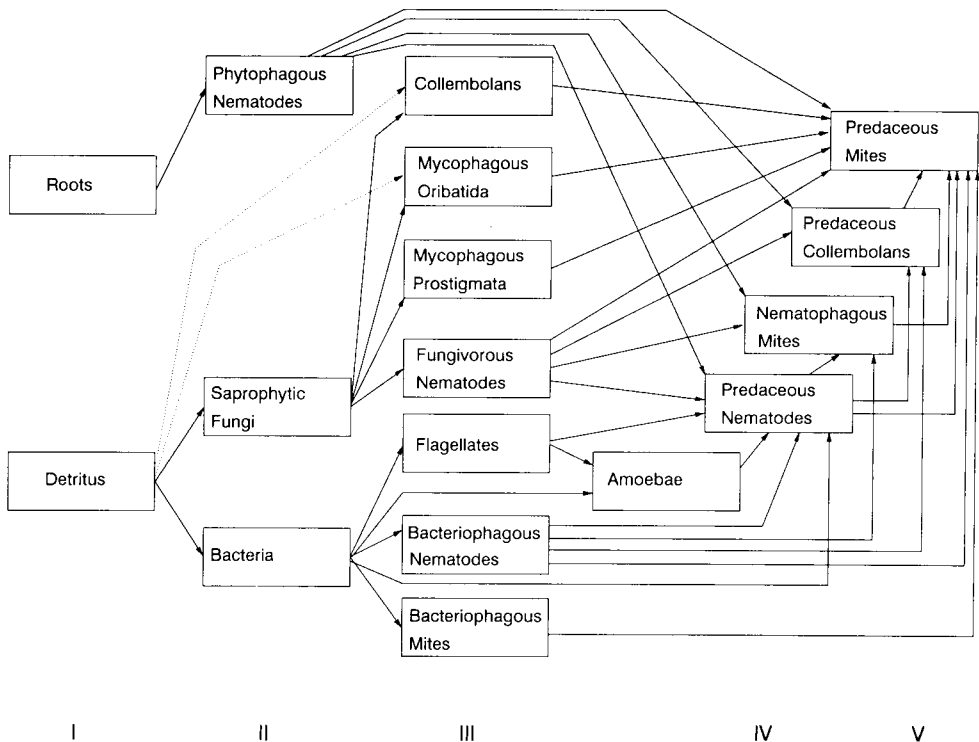 Phytophagous
Nematodes
Collembolans
Predaceous
Mites
Roots
Mycophagous
Oribatida
Predaceous
Collembolans
Mycophagous
Prostigmata
Nematophagous
Mites
Fungivorous
Nematodes
Saprophytic
Fungi
Predaceous
Nematodes
Flagellates
Detritus
Amoebae
Bacteria
Bacteriophagous
Nematodes
Bacteriophagous
Mites
I II III IV V